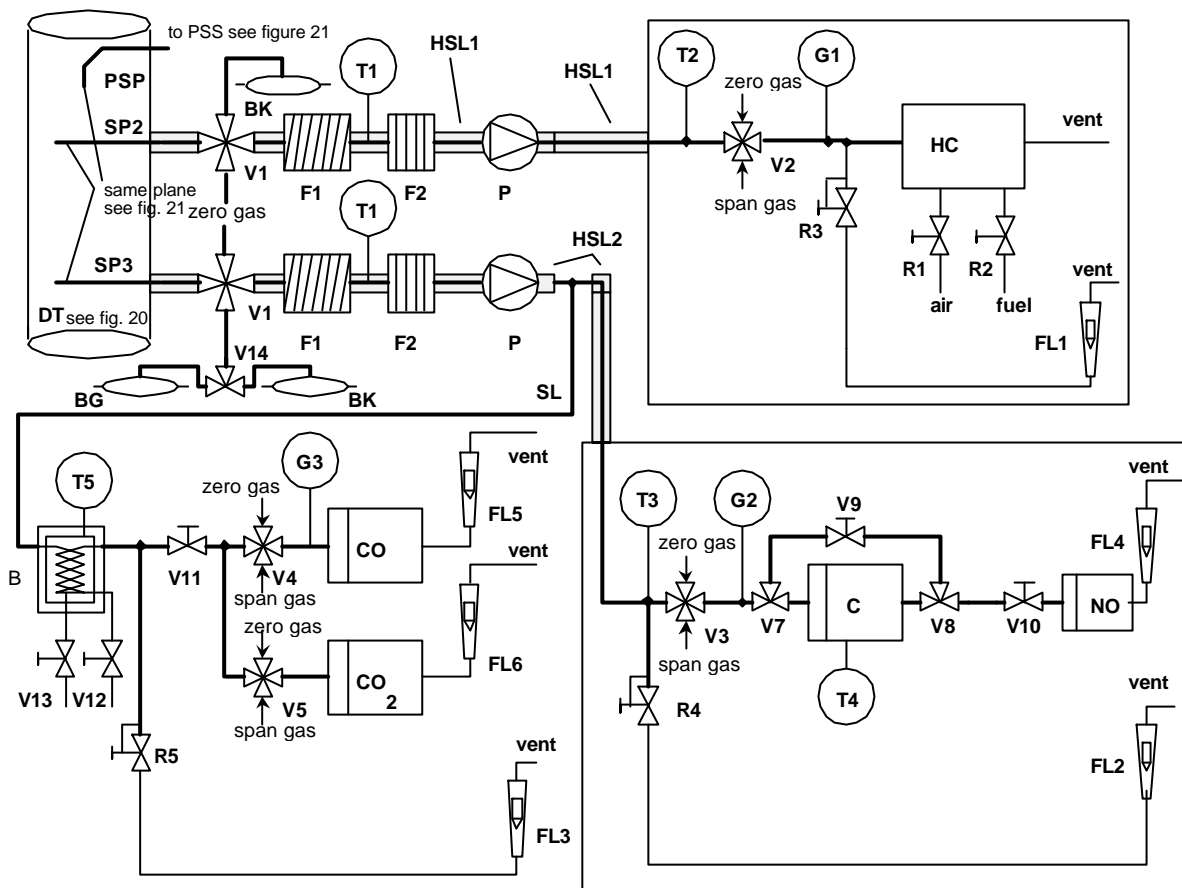 to PSS see figure 21
HSL1
PSP
T1
HSL1
T2
G1
zero gas
BK
SP2
V1
F1
F2
P
V2
span gas
HC
vent
same plane
see fig. 21
zero gas
T1
HSL2
R3
R1
R2
air
fuel
vent
SP3
DT see fig. 20
V1
F1
F2
P
FL1
V14
BG
BK
SL
vent
T5
G3
zero gas
FL5
T3
G2
V9
vent
FL4
B
V11
V4
CO
vent
zero gas
span gas
zero gas
C
NO
V3
V7
V8
V10
span gas
FL6
V13
V12
V5
CO
2
span gas
T4
R4
vent
R5
vent
FL2
FL3